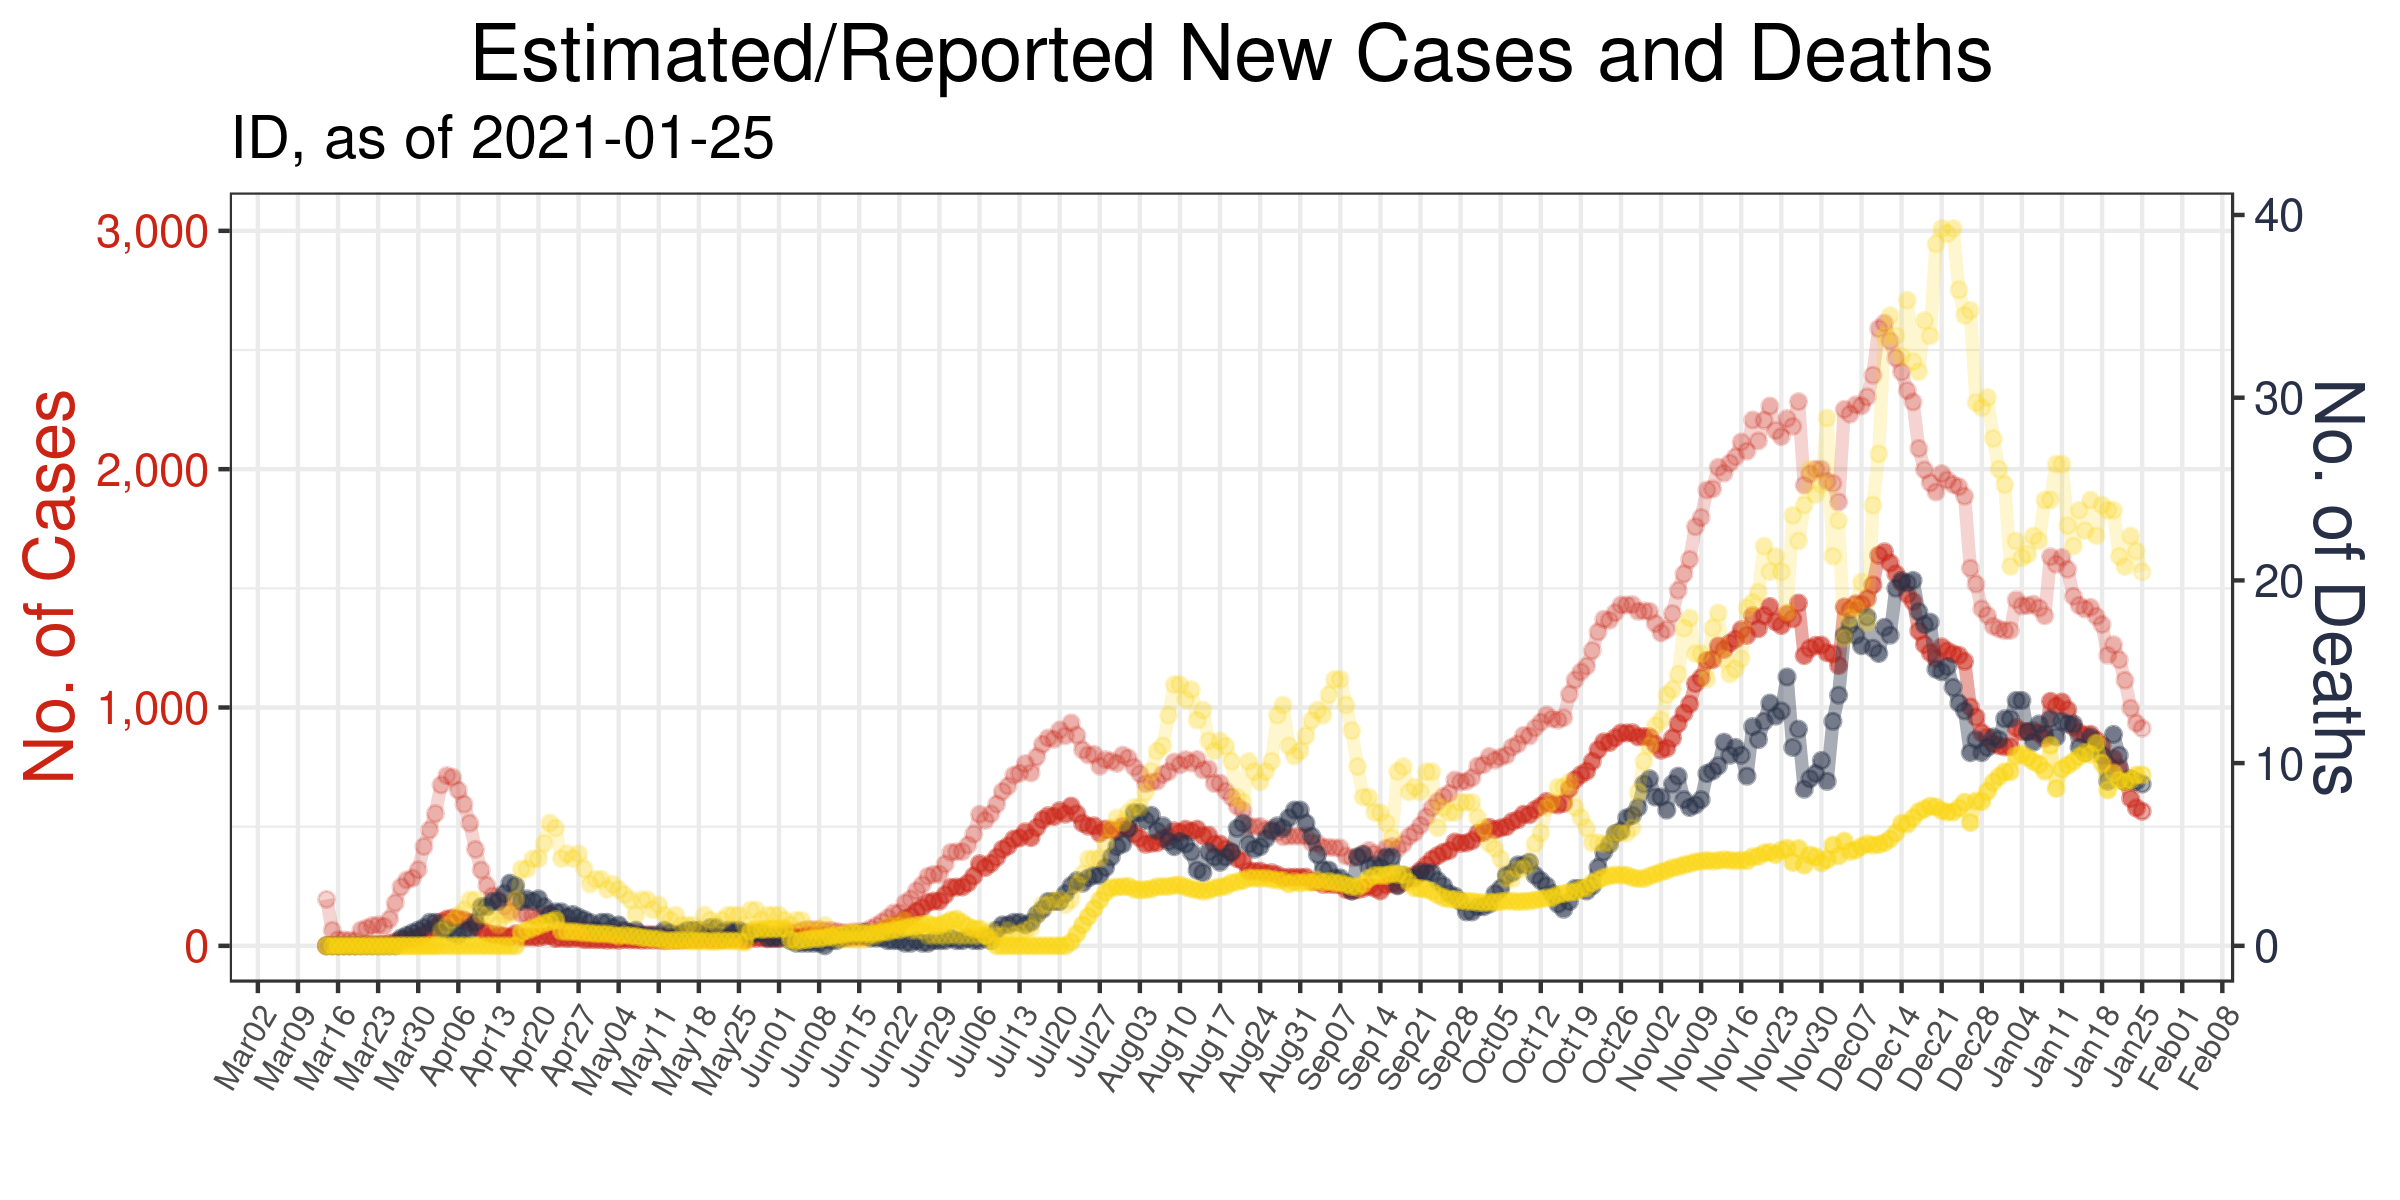 Estimated/Reported New Cases and Deaths
ID, as of 2021-01-25
No. of Cases
3,000
2,000
1,000
0
40
30
20
10
0
No. of Deaths
Mar02
Mar09
Mar16
Mar23
Mar30
Apr06
Apr13
Apr20
Apr27
May04
May11
May18
May25
Jun01
Jun08
Jun15
Jun22
Jun29
Jul06
Jul13
Jul20
Jul27
Aug03
Aug10
Aug17
Aug24
Aug31
Sep07
Sep14
Sep21
Sep28
Oct05
Oct12
Oct19
Oct26
Nov02
Nov09
Nov16
Nov23
Nov30
Dec07
Dec14
Dec21
Dec28
Jan04
Jan11
Jan18
Jan25
Feb01
Feb08